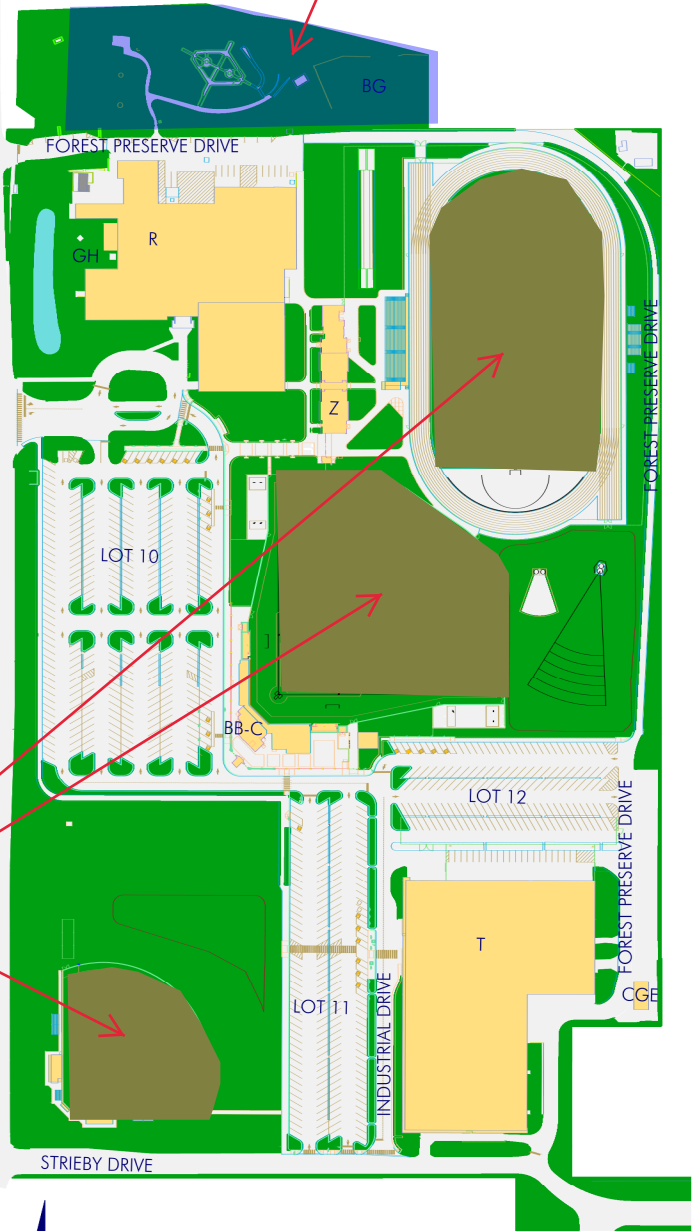 BG
FOREST PRESERVE DRIVE
R
GH
FOREST PRESERVE DRIVE
Z
LOT 10
BB-C
LOT 12
FOREST PRESERVE DRIVE
T
CGE
LOT 11
INDUSTRIAL DRIVE
STRIEBY DRIVE